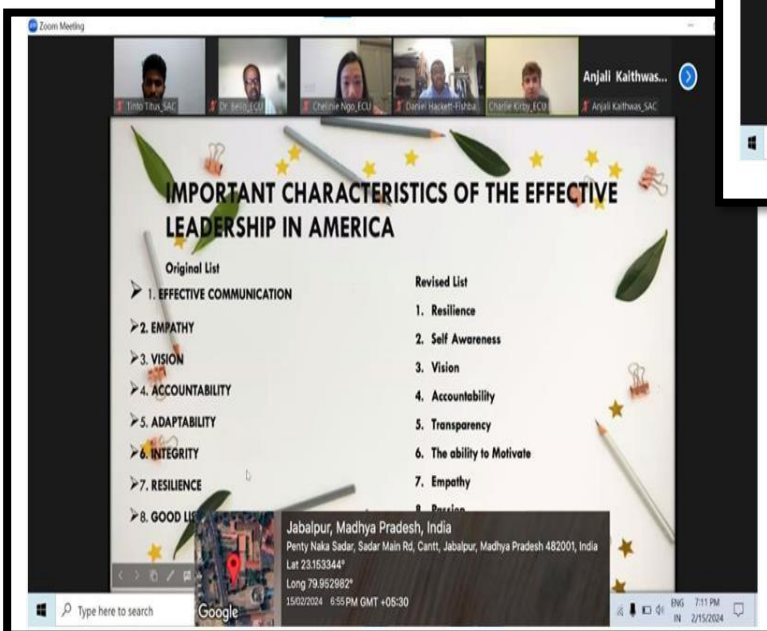 Zoom Meeting
Tinto Titus_SAC
Dr. Bello_ECU
Chelinie Ngo_ECU
Daniel Hackett-Fishba
Charlie Kirby_ECU
Anjali Kaithwas...
Anjali Kaithwas_SAC
IMPORTANT CHARACTERISTICS OF THE EFFECTIVE
LEADERSHIP IN AMERICA
Original List
1. EFFECTIVE COMMUNICATION
2. EMPATHY
3. VISION
4. ACCOUNTABILITY
5. ADAPTABILITY
6. INTEGRITY
7. RESILIENCE
8. GOOD
Revised List
1. Resilience
2. Self Awareness
3. Vision
4. Accountability
5. Transparency
6. The ability to Motivate
7. Empathy
8. Passion
Jabalpur, Madhya Pradesh, India
Penty Naka Sadar, Sadar Main Rd, Cantt, Jabalpur, Madhya Pradesh 482001, India
Lat 23.153344°
Long 79.952982°
15/02/2024 6:55PM GMT +05:30
Google
Type here to search
ENG 7:11 PM
IN 2/15/2024